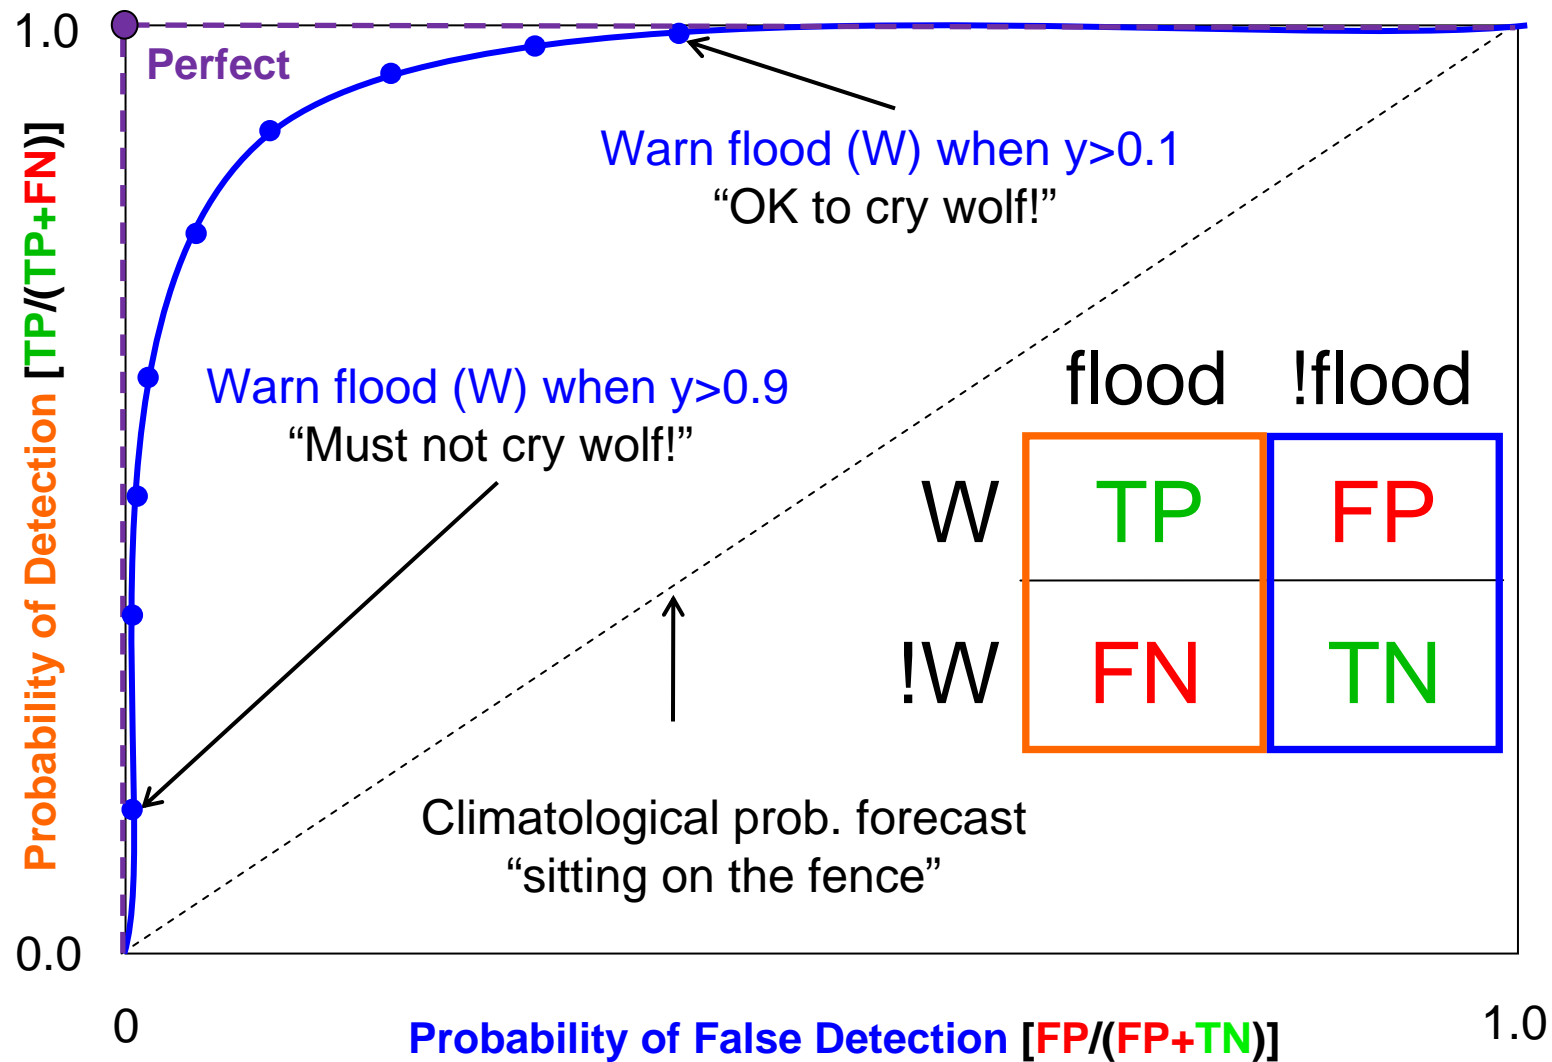 1.0
Perfect
Warn flood (W) when y>0.1
“OK to cry wolf!”
Probability of Detection [TP/(TP+FN)]
Warn flood (W) when y>0.9
“Must not cry wolf!”
flood !flood
W TP FP
!W FN TN
Climatological prob. forecast
“sitting on the fence”
0.0
0
Probability of False Detection [FP/(FP+TN)]
1.0